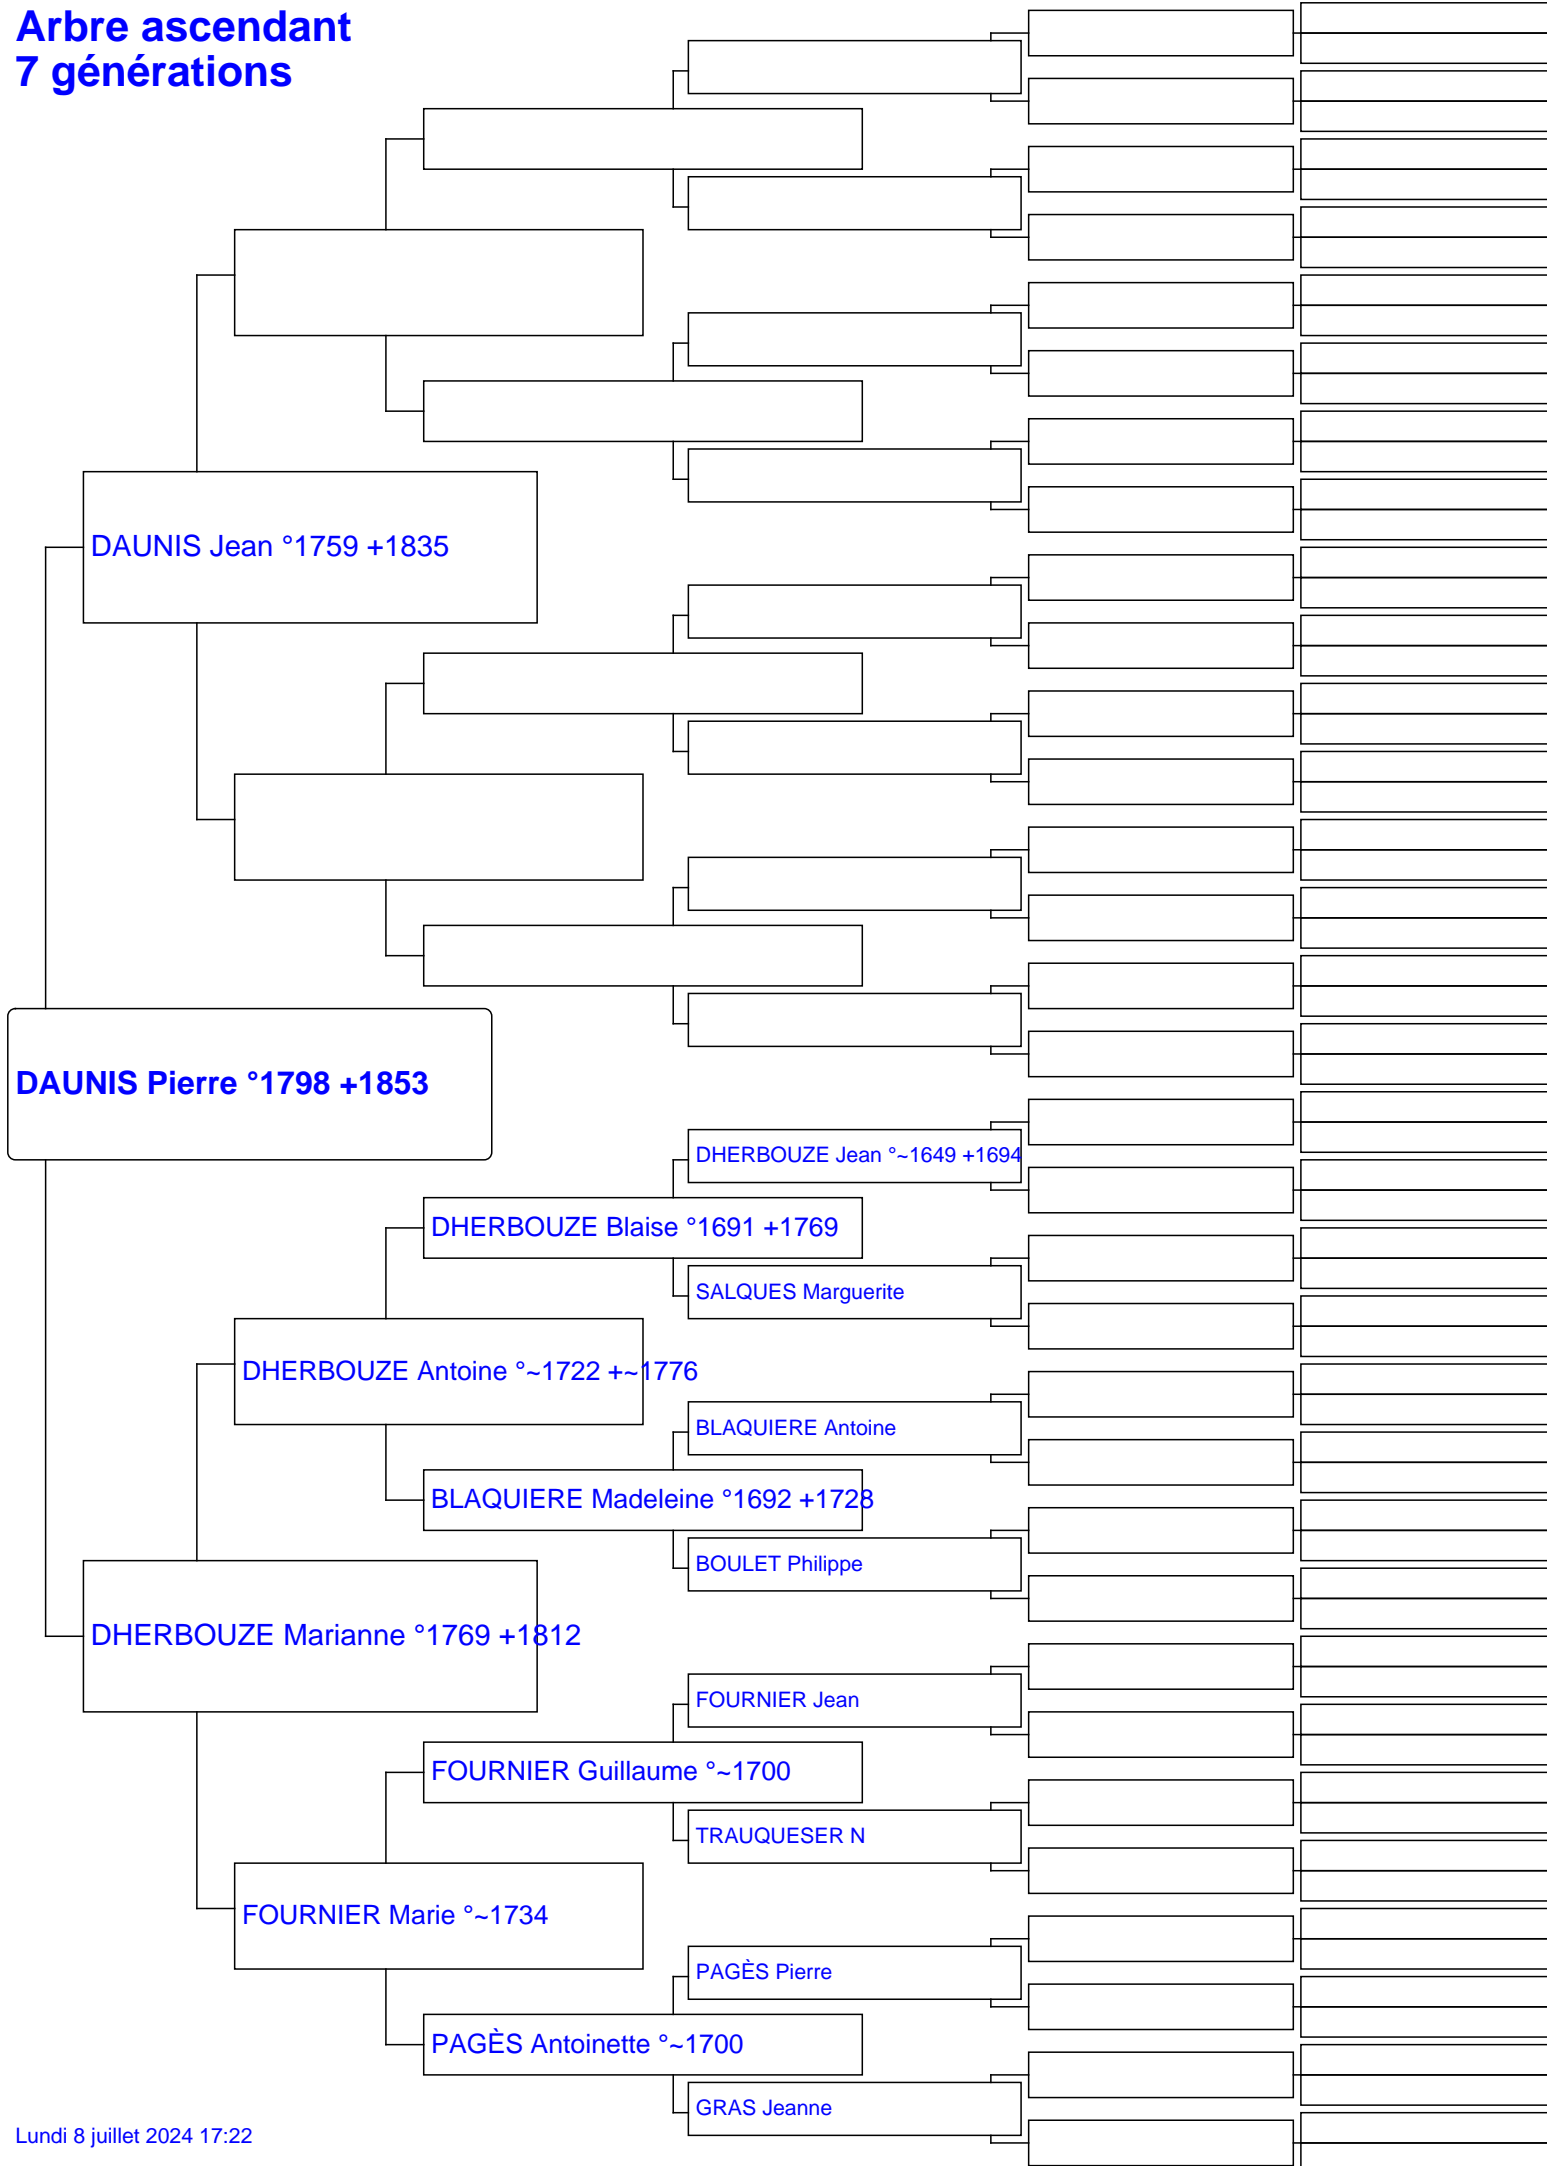 Arbre ascendant
7 générations
DAUNIS Jean °1759 +1835
DAUNIS Pierre °1798 +1853
DHERBOUZE Jean °~1649 +1694
DHERBOUZE Blaise °1691 +1769
SALQUES Marguerite
DHERBOUZE Antoine °~1722 +~1776
BLAQUIERE Antoine
BLAQUIERE Madeleine °1692 +1728
BOULET Philippe
DHERBOUZE Marianne °1769 +1812
FOURNIER Jean
FOURNIER Guillaume °~1700
TRAUQUESER N
FOURNIER Marie °~1734
PAGÈS Pierre
PAGÈS Antoinette °~1700
GRAS Jeanne
Lundi 8 juillet 2024 17:22